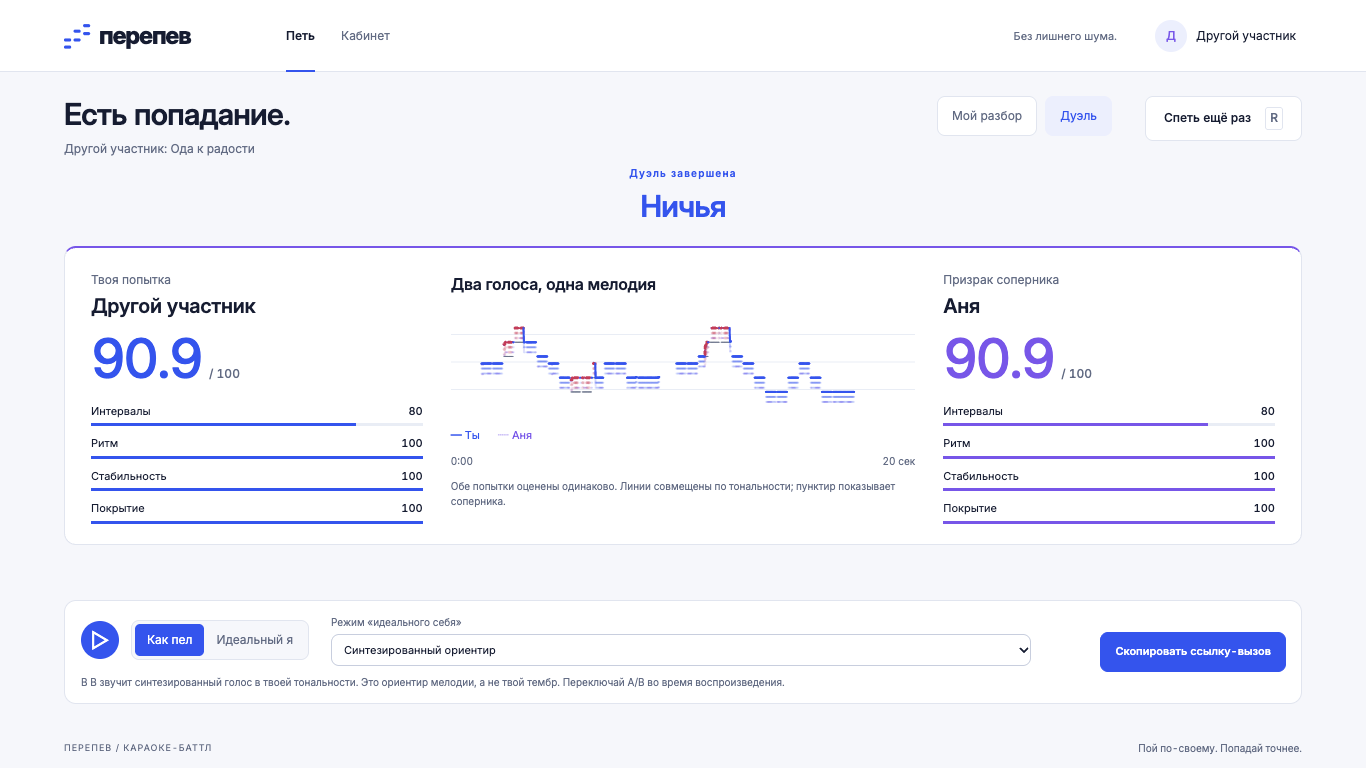 перепев
Петь
Кабинет
Без лишнего шума.
Д
Другой участник
Есть попадание.
Другой участник: Ода к радости
Мой разбор
Дуэль
Спеть ещё раз
R
Дуэль завершена
Ничья
Твоя попытка
Другой участник
90.9 / 100
Интервалы 80
Ритм 100
Стабильность 100
Покрытие 100
Два голоса, одна мелодия
Ты
Аня
0:00
20 сек
Обе попытки оценены одинаково. Линии совмещены по тональности; пунктир показывает
соперника.
Призрак соперника
Аня
90.9 / 100
Интервалы 80
Ритм 100
Стабильность 100
Покрытие 100
Как пел
Идеальный я
Режим «идеального себя»
Синтезированный ориентир
Скопировать ссылку-вызов
В B звучит синтезированный голос в твоей тональности. Это ориентир мелодии, а не твой тембр. Переключай A/B во время воспроизведения.
ПЕРЕПЕВ / КАРАОКЕ-БАТТЛ
Пой по-своему. Попадай точнее.